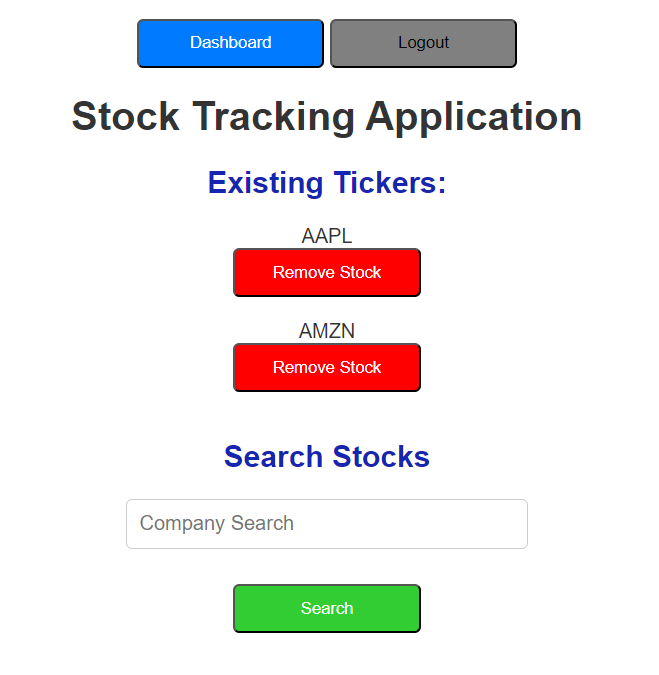 Dashboard Logout
Stock Tracking Application
Existing Tickers:
AAPL
Remove Stock
AMZN
Remove Stock
Search Stocks
Company Search
Search